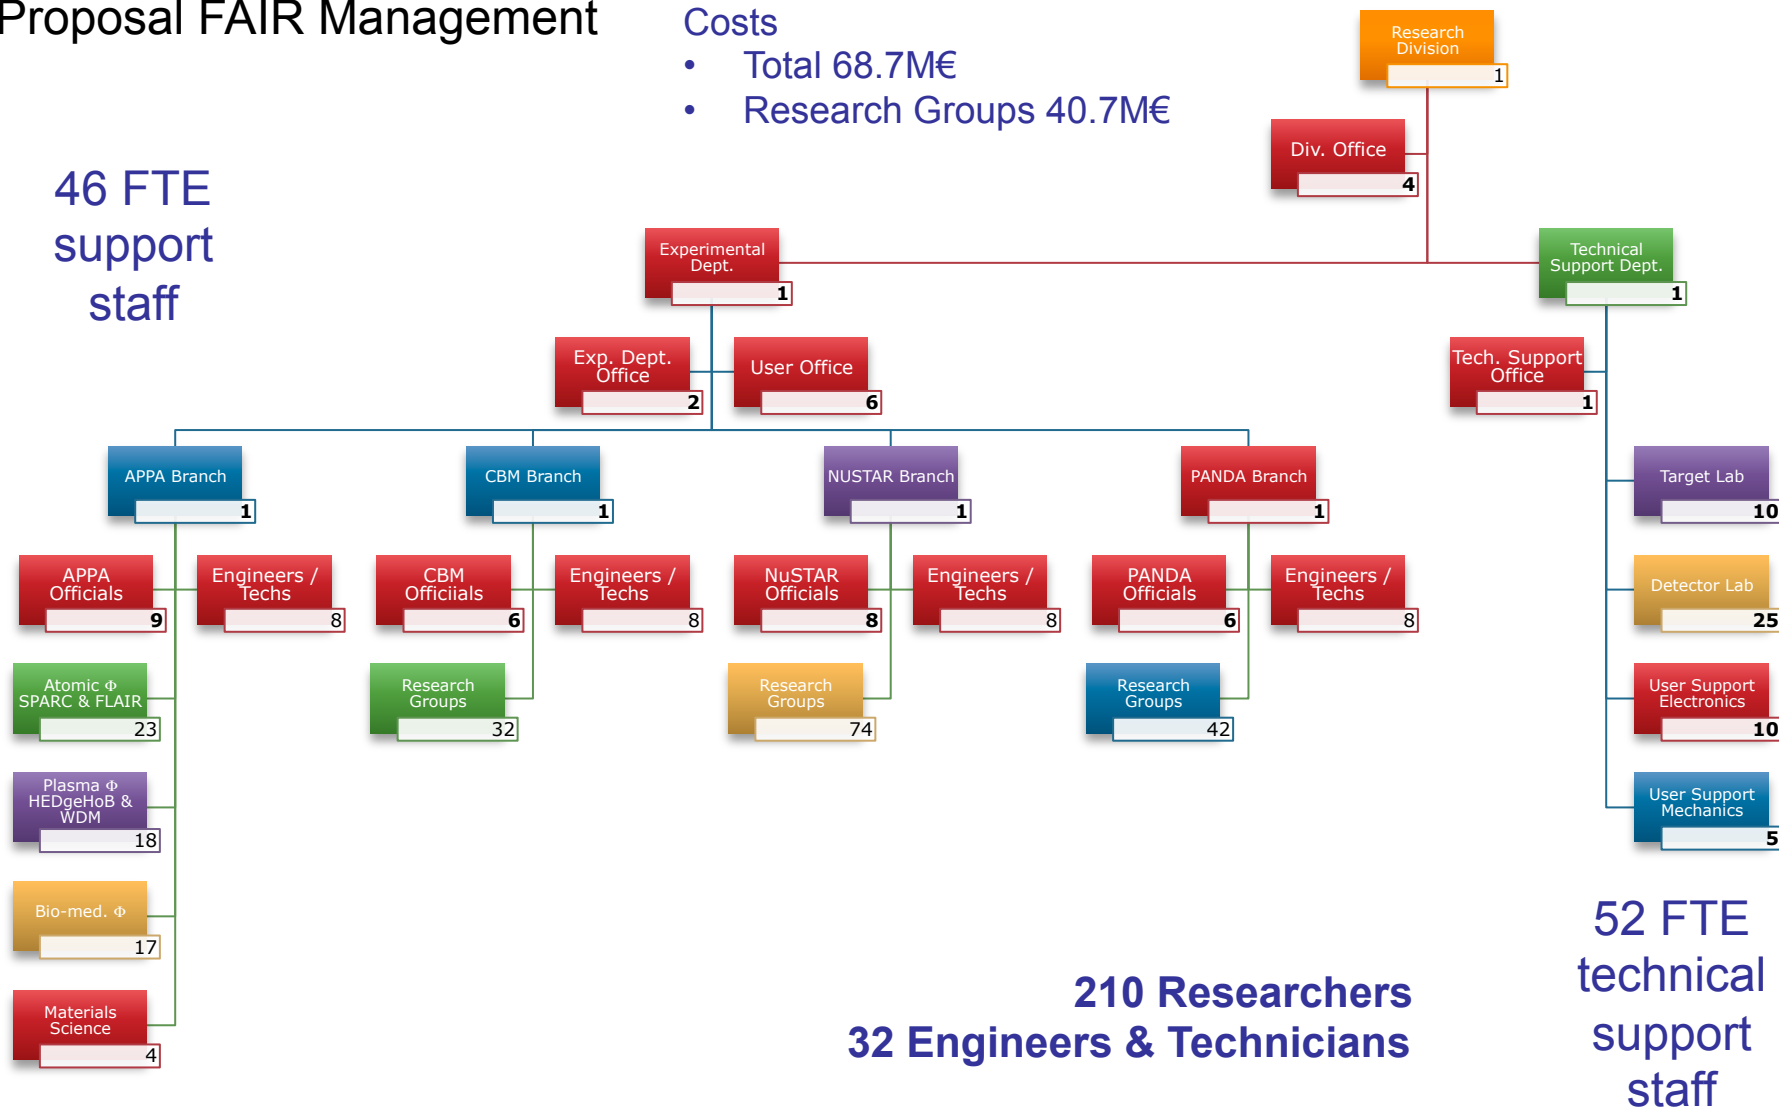 Proposal FAIR Management
Costs
• Total 68.7M€
• Research Groups 40.7M€
46 FTE
support
staff
Research
Division
1
Div. Office
4
Experimental
Dept.
1
Technical
Support Dept.
1
Exp. Dept.
Office
2
User Office
6
Tech. Support
Office
1
APPA Branch
1
CBM Branch
1
NUSTAR Branch
1
PANDA Branch
1
Target Lab
10
APPA
Officials
9
Engineers /
Techs
8
CBM
Officiials
6
Engineers /
Techs
8
NuSTAR
Officials
8
Engineers /
Techs
8
PANDA
Officials
6
Engineers /
Techs
8
Detector Lab
25
Atomic Φ
SPARC & FLAIR
23
Research
Groups
32
Research
Groups
74
Research
Groups
42
User Support
Electronics
10
Plasma Φ
HEDgeHoB &
WDM
18
User Support
Mechanics
5
Bio-med. Φ
17
Materials
Science
4
210 Researchers
32 Engineers & Technicians
52 FTE
technical
support
staff